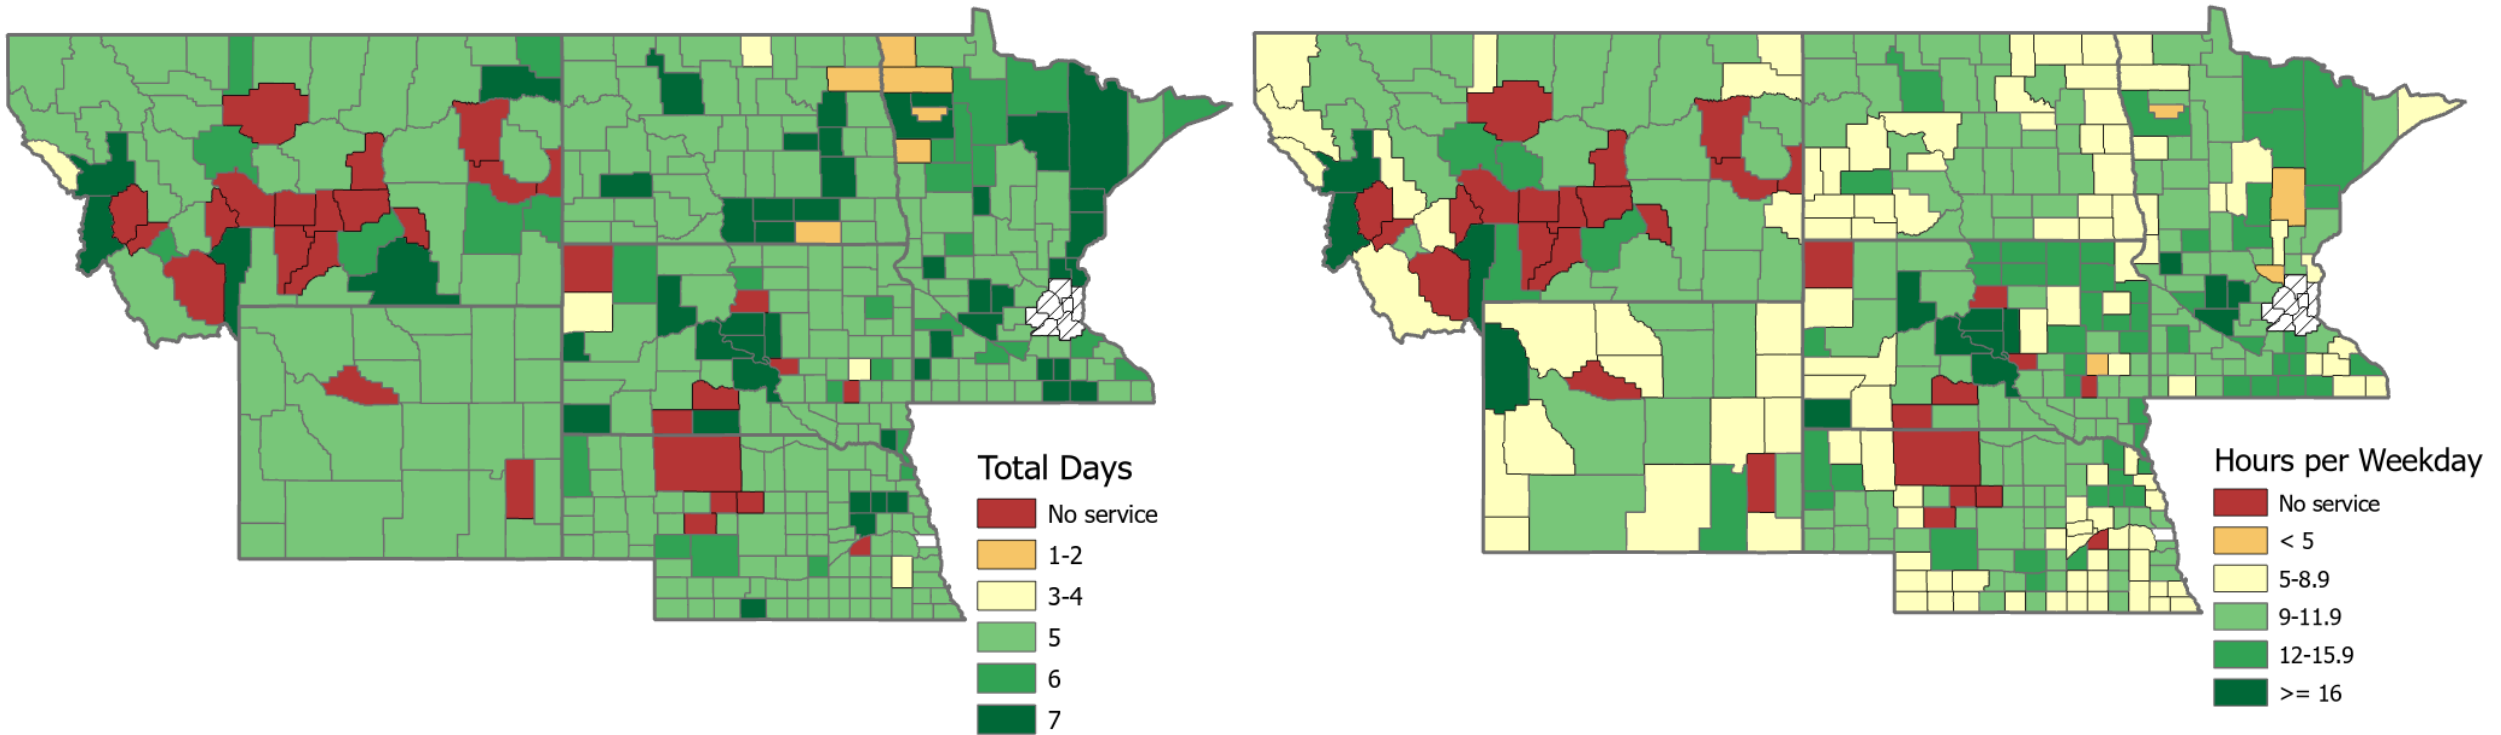 Total Days
No service
1-2
3-4
5
6
7
Hours per Weekday
No service
< 5
5-8.9
9-11.9
12-15.9
>= 16